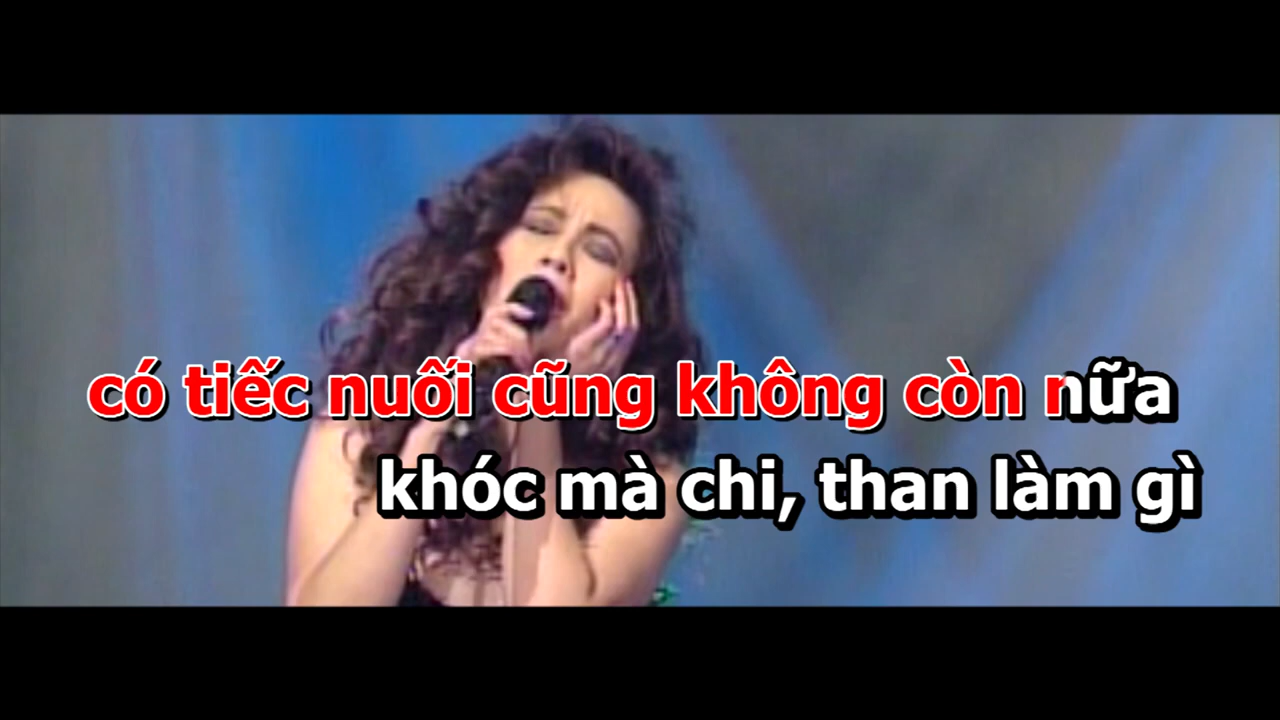 có tiếc nuối cũng không còn nữa
khóc mà chi, than làm gì